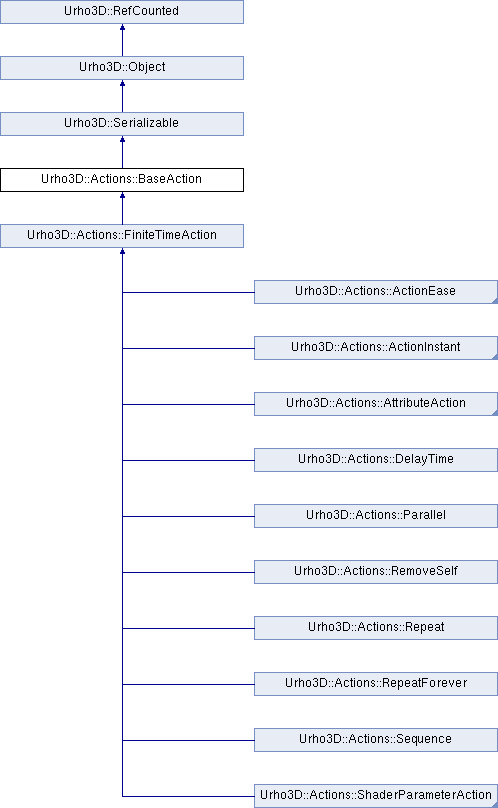 Urho3D::RefCounted
Urho3D::Object
Urho3D::Serializable
Urho3D::Actions::BaseAction
Urho3D::Actions::FiniteTimeAction
Urho3D::Actions::ActionEase
Urho3D::Actions::ActionInstant
Urho3D::Actions::AttributeAction
Urho3D::Actions::DelayTime
Urho3D::Actions::Parallel
Urho3D::Actions::RemoveSelf
Urho3D::Actions::Repeat
Urho3D::Actions::RepeatForever
Urho3D::Actions::Sequence
Urho3D::Actions::ShaderParameterAction